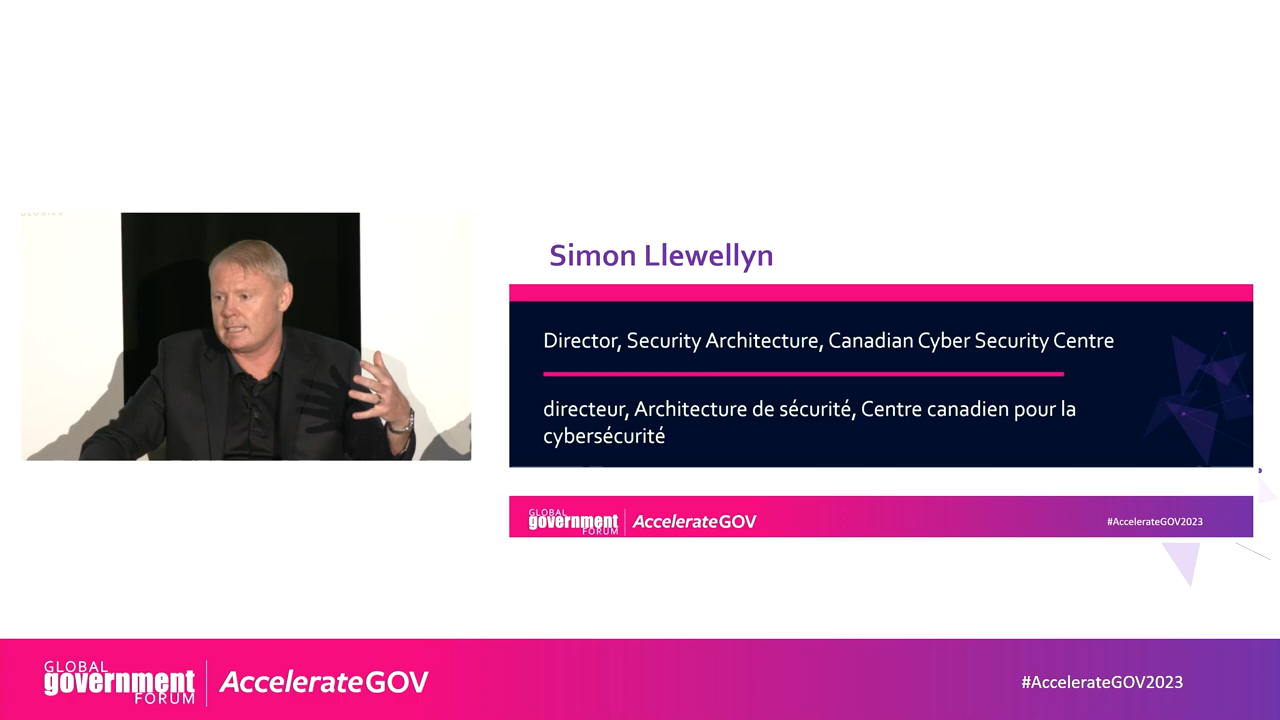 Simon Llewellyn
Director, Security Architecture, Canadian Cyber Security Centre
directeur, Architecture de sécurité, Centre canadien pour la
cybersécurité
GLOBAL
government
FORUM
AccelerateGOV
#AccelerateGOV2023
GLOBAL
government
FORUM
AccelerateGOV
#AccelerateGOV2023